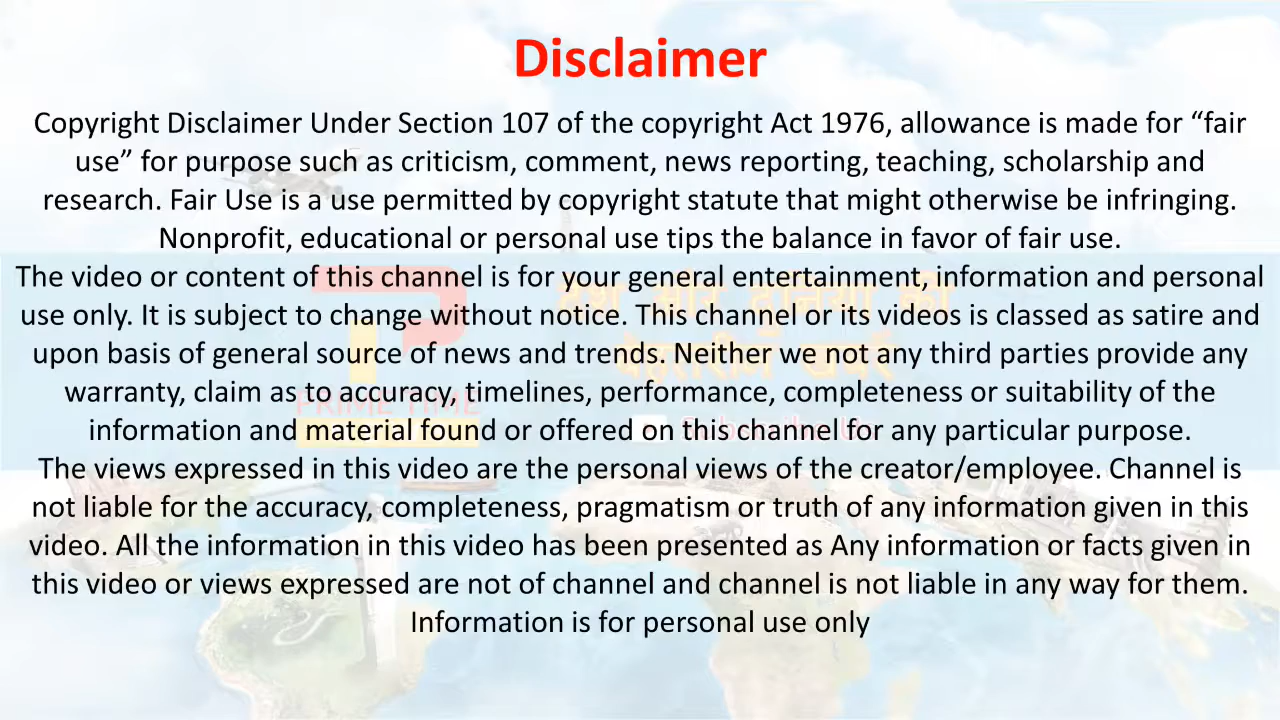 Disclaimer
Copyright Disclaimer Under Section 107 of the copyright Act 1976, allowance is made for “fair
use” for purpose such as criticism, comment, news reporting, teaching, scholarship and
research. Fair Use is a use permitted by copyright statute that might otherwise be infringing.
Nonprofit, educational or personal use tips the balance in favor of fair use.
The video or content of this channel is for your general entertainment, information and personal
use only. It is subject to change without notice. This channel or its videos is classed as satire and
upon basis of general source of news and trends. Neither we not any third parties provide any
warranty, claim as to accuracy, timelines, performance, completeness or suitability of the
information and material found or offered on this channel for any particular purpose.
The views expressed in this video are the personal views of the creator/employee. Channel is
not liable for the accuracy, completeness, pragmatism or truth of any information given in this
video. All the information in this video has been presented as Any information or facts given in
this video or views expressed are not of channel and channel is not liable in any way for them.
Information is for personal use only
देश और दुनिया की
बेहतरीन खबरें
PRIME TIME
Subscribe Us